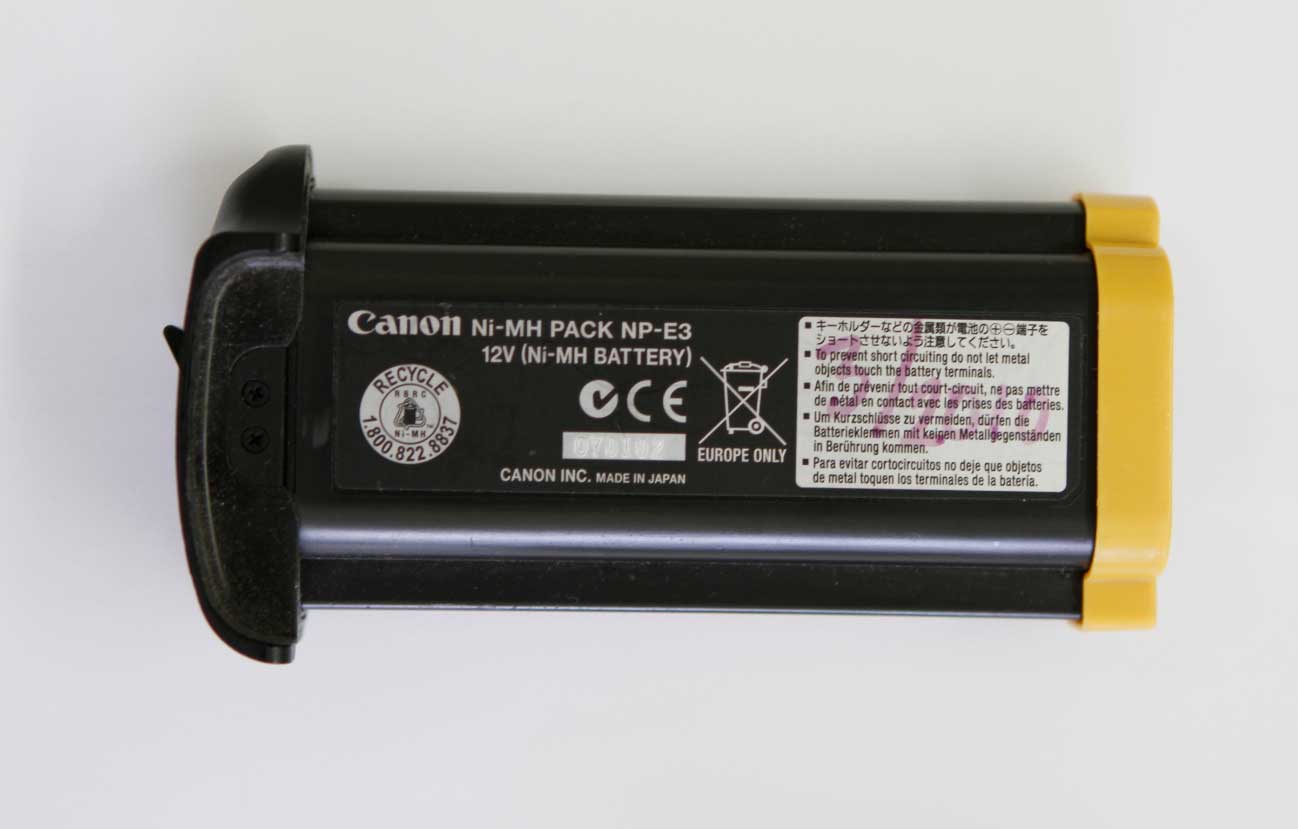 Canon Ni-MH PACK NP-E3
12V (Ni-MH BATTERY)
RECYCLE
RBRC
Ni-MH
TM
1.800.822.8837
CE
EUROPE ONLY
CANON INC. MADE IN JAPAN
■ キーホルダーなどの金属類が電池の⊕⊖端子を
ショートさせないよう注意してください。
■ To prevent short circuiting do not let metal
objects touch the battery terminals.
■ Afin de prévenir tout court-circuit, ne pas mettre
de métal en contact avec les prises des batteries.
■ Um Kurzschlüsse zu vermeiden, dürfen die
Batterieklemmen mit keinen Metallgegenständen
in Berührung kommen.
■ Para evitar cortocircuitos no deje que objetos
de metal toquen los terminales de la batería.